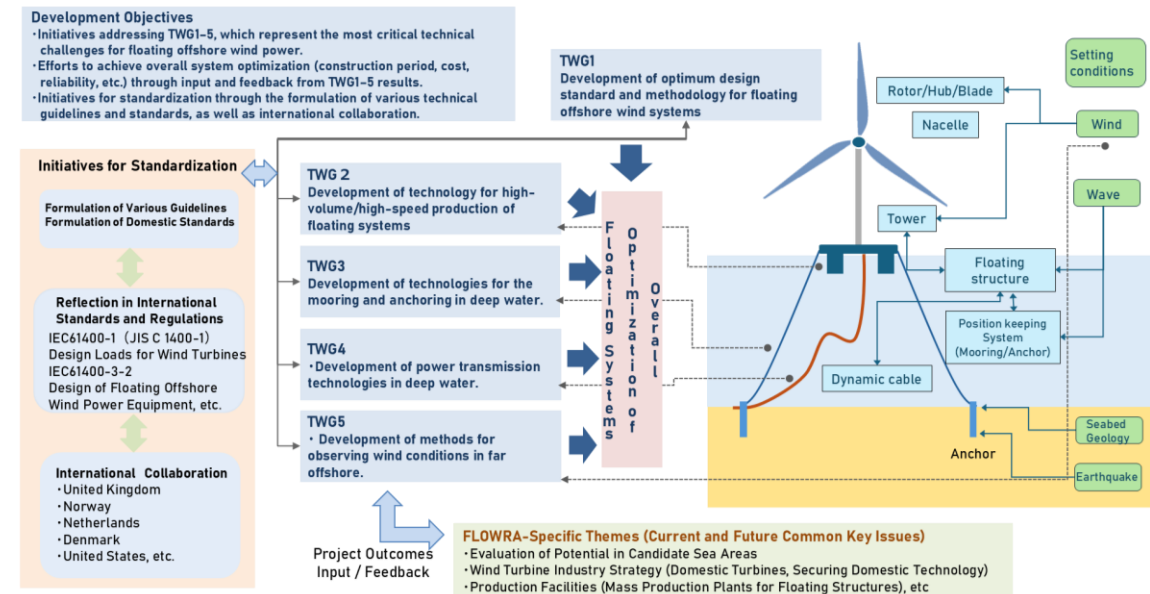 Development Objectives
・Initiatives addressing TWG1–5, which represent the most critical technical
challenges for floating offshore wind power.
・Efforts to achieve overall system optimization (construction period, cost,
reliability, etc.) through input and feedback from TWG1–5 results.
・Initiatives for standardization through the formulation of various technical
guidelines and standards, as well as international collaboration.
TWG1
Development of optimum design
standard and methodology for floating
offshore wind systems
Setting
conditions
Rotor/Hub/Blade
Nacelle
Wind
Wave
Tower
Floating
structure
Position keeping
System
(Mooring/Anchor)
Dynamic cable
Seabed
Geology
Anchor
Earthquake
Initiatives for Standardization
Formulation of Various Guidelines
Formulation of Domestic Standards
Reflection in International
Standards and Regulations
IEC61400-1（JIS C 1400-1）
Design Loads for Wind Turbines
IEC61400-3-2
Design of Floating Offshore
Wind Power Equipment, etc.
International Collaboration
・United Kingdom
・Norway
・Netherlands
・Denmark
・United States, etc.
TWG 2
Development of technology for high-
volume/high-speed production of
floating systems
TWG3
Development of technologies for the
mooring and anchoring in deep water.
TWG4
・Development of power transmission
technologies in deep water.
TWG5
・Development of methods for
observing wind conditions in far
offshore.
Overall
Optimization of
Floating Systems
Project Outcomes
Input / Feedback
FLOWRA-Specific Themes (Current and Future Common Key Issues)
・Evaluation of Potential in Candidate Sea Areas
・Wind Turbine Industry Strategy (Domestic Turbines, Securing Domestic Technology)
・Production Facilities (Mass Production Plants for Floating Structures), etc